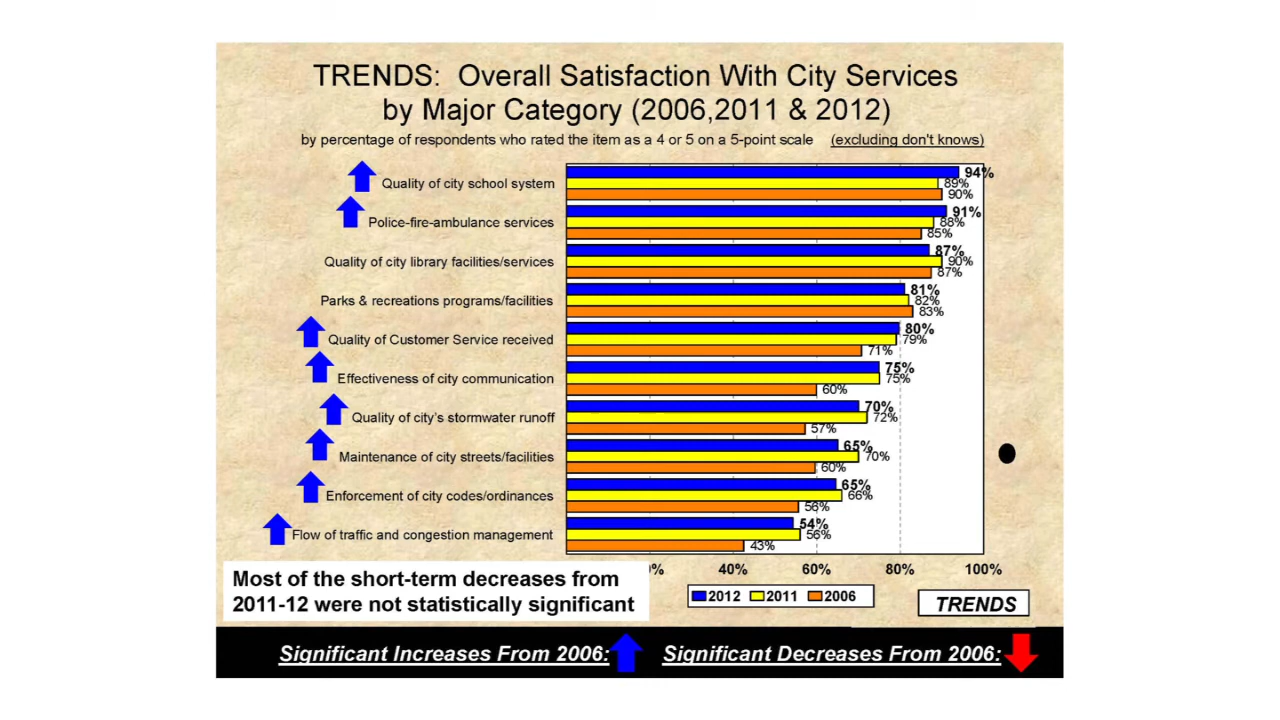 TRENDS: Overall Satisfaction With City Services
by Major Category (2006,2011 & 2012)
by percentage of respondents who rated the item as a 4 or 5 on a 5-point scale (excluding don't knows)
Quality of city school system 94% 89% 90%
Police-fire-ambulance services 91% 88% 85%
Quality of city library facilities/services 87% 90% 87%
Parks & recreations programs/facilities 81% 82% 83%
Quality of Customer Service received 80% 79% 71%
Effectiveness of city communication 75% 75% 60%
Quality of city's stormwater runoff 70% 72% 57%
Maintenance of city streets/facilities 65% 70% 60%
Enforcement of city codes/ordinances 65% 66% 56%
Flow of traffic and congestion management 54% 56% 43%
40% 60% 80% 100%
Most of the short-term decreases from
2011-12 were not statistically significant
2012 2011 2006
TRENDS
Significant Increases From 2006: Significant Decreases From 2006: